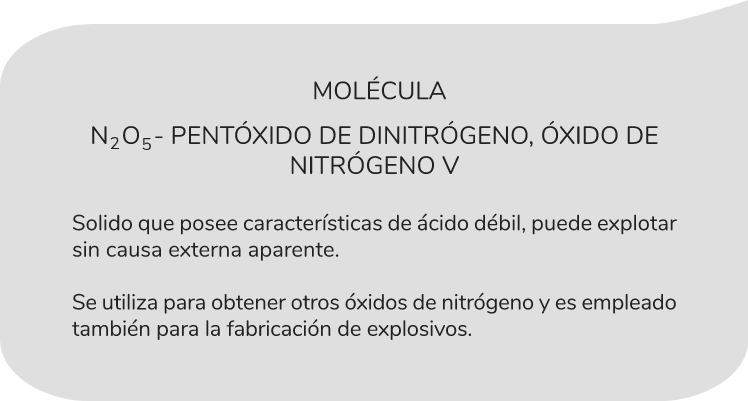 MOLÉCULA
N₂O₅- PENTÓXIDO DE DINITRÓGENO, ÓXIDO DE
NITRÓGENO V
Solido que posee características de ácido débil, puede explotar
sin causa externa aparente.
Se utiliza para obtener otros óxidos de nitrógeno y es empleado
también para la fabricación de explosivos.